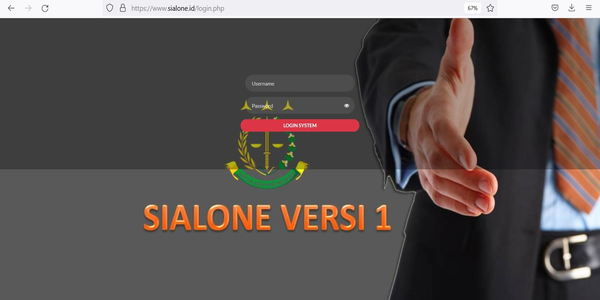 https://www.sialone.id/login.php
67%
Username
Password
LOGIN SYSTEM
SIALONE VERSI 1